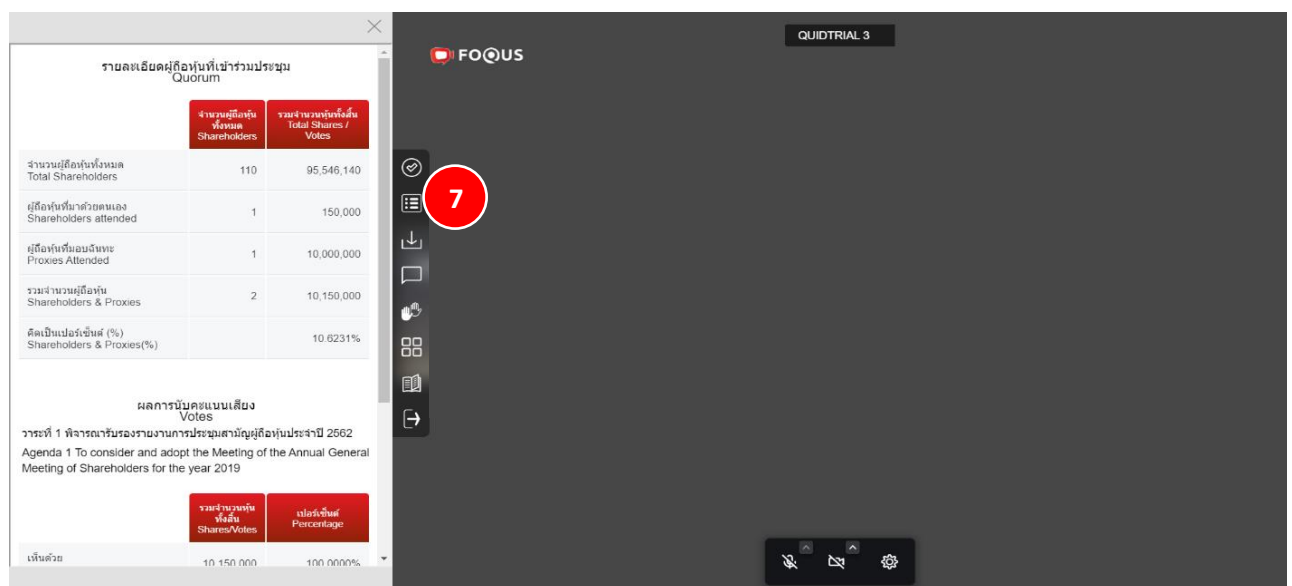 QUIDTRIAL 3
FOQUS
รายละเอียดผู้ถือหุ้นที่เข้าร่วมประชุม
Quorum
จำนวนผู้ถือหุ้น
ทั้งหมด
Shareholders
รวมจำนวนหุ้นทั้งสิ้น
Total Shares /
Votes
จำนวนผู้ถือหุ้นทั้งหมด
Total Shareholders
110
95,546,140
ผู้ถือหุ้นที่มาด้วยตนเอง
Shareholders attended
1
150,000
ผู้ถือหุ้นที่มอบฉันทะ
Proxies Attended
1
10,000,000
รวมจำนวนผู้ถือหุ้น
Shareholders & Proxies
2
10,150,000
คิดเป็นเปอร์เซ็นต์ (%)
Shareholders & Proxies(%)
10.6231%
7
ผลการนับคะแนนเสียง
Votes
วาระที่ 1 พิจารณารับรองรายงานการประชุมสามัญผู้ถือหุ้นประจำปี 2562
Agenda 1 To consider and adopt the Meeting of the Annual General
Meeting of Shareholders for the year 2019
รวมจำนวนหุ้น
ทั้งสิ้น
Shares/Votes
เปอร์เซ็นต์
Percentage
เห็นด้วย
10,150,000
100.0000%